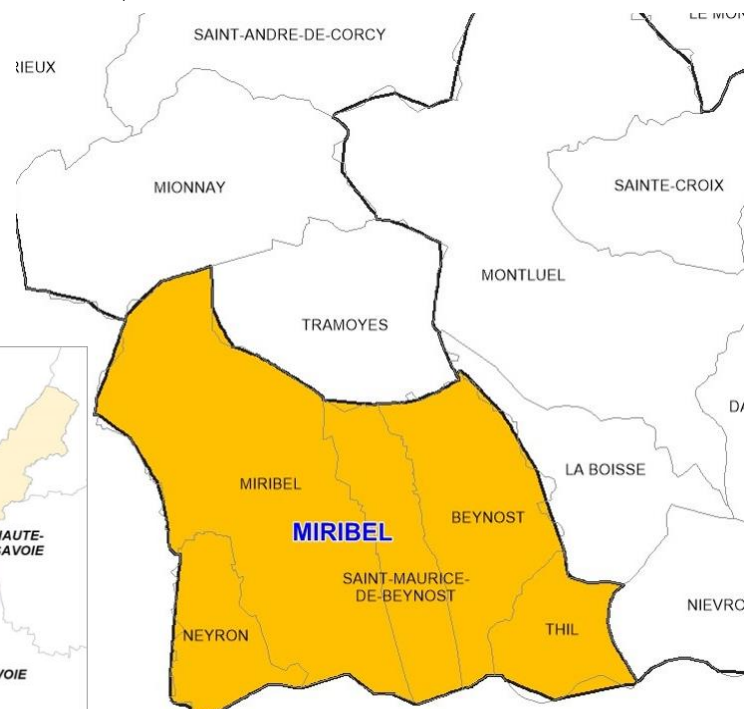 SAINT-ANDRE-DE-CORCY
MIONNAY
SAINTE-CROIX
MONTLUEL
TRAMOYES
LA BOISSE
MIRIBEL
BEYNOST
MIRIBEL
SAINT-MAURICE-
DE-BEYNOST
THIL
NEYRON